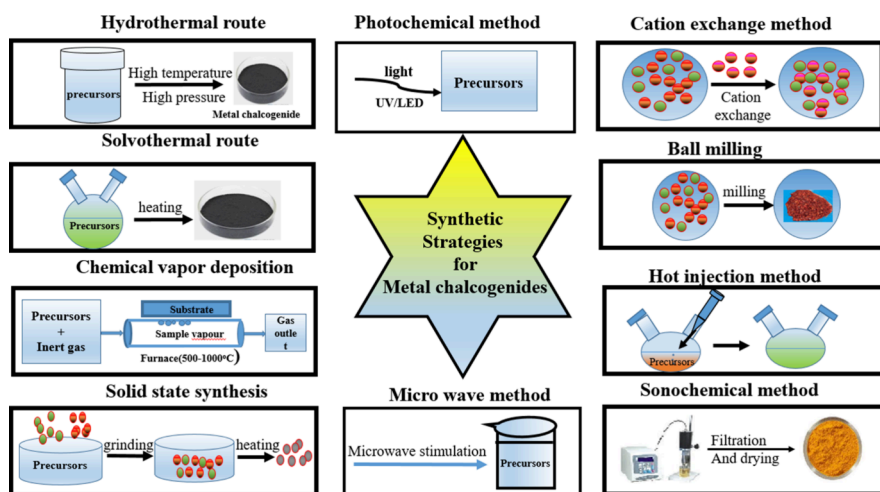 Hydrothermal route
precursors
High temperature
High pressure
Metal chalcogenide
Photochemical method
light
UV/LED
Precursors
Cation exchange method
Cation
exchange
Solvothermal route
Precursors
heating
Synthetic
Strategies
for
Metal chalcogenides
Ball milling
milling
Chemical vapor deposition
Precursors
+
Inert gas
Substrate
Sample vapour
Furnace(500-1000°C)
Gas
outle
t
Hot injection method
Precursors
Solid state synthesis
Precursors
grinding
heating
Micro wave method
Microwave stimulation
Precursors
Sonochemical method
Filtration
And drying